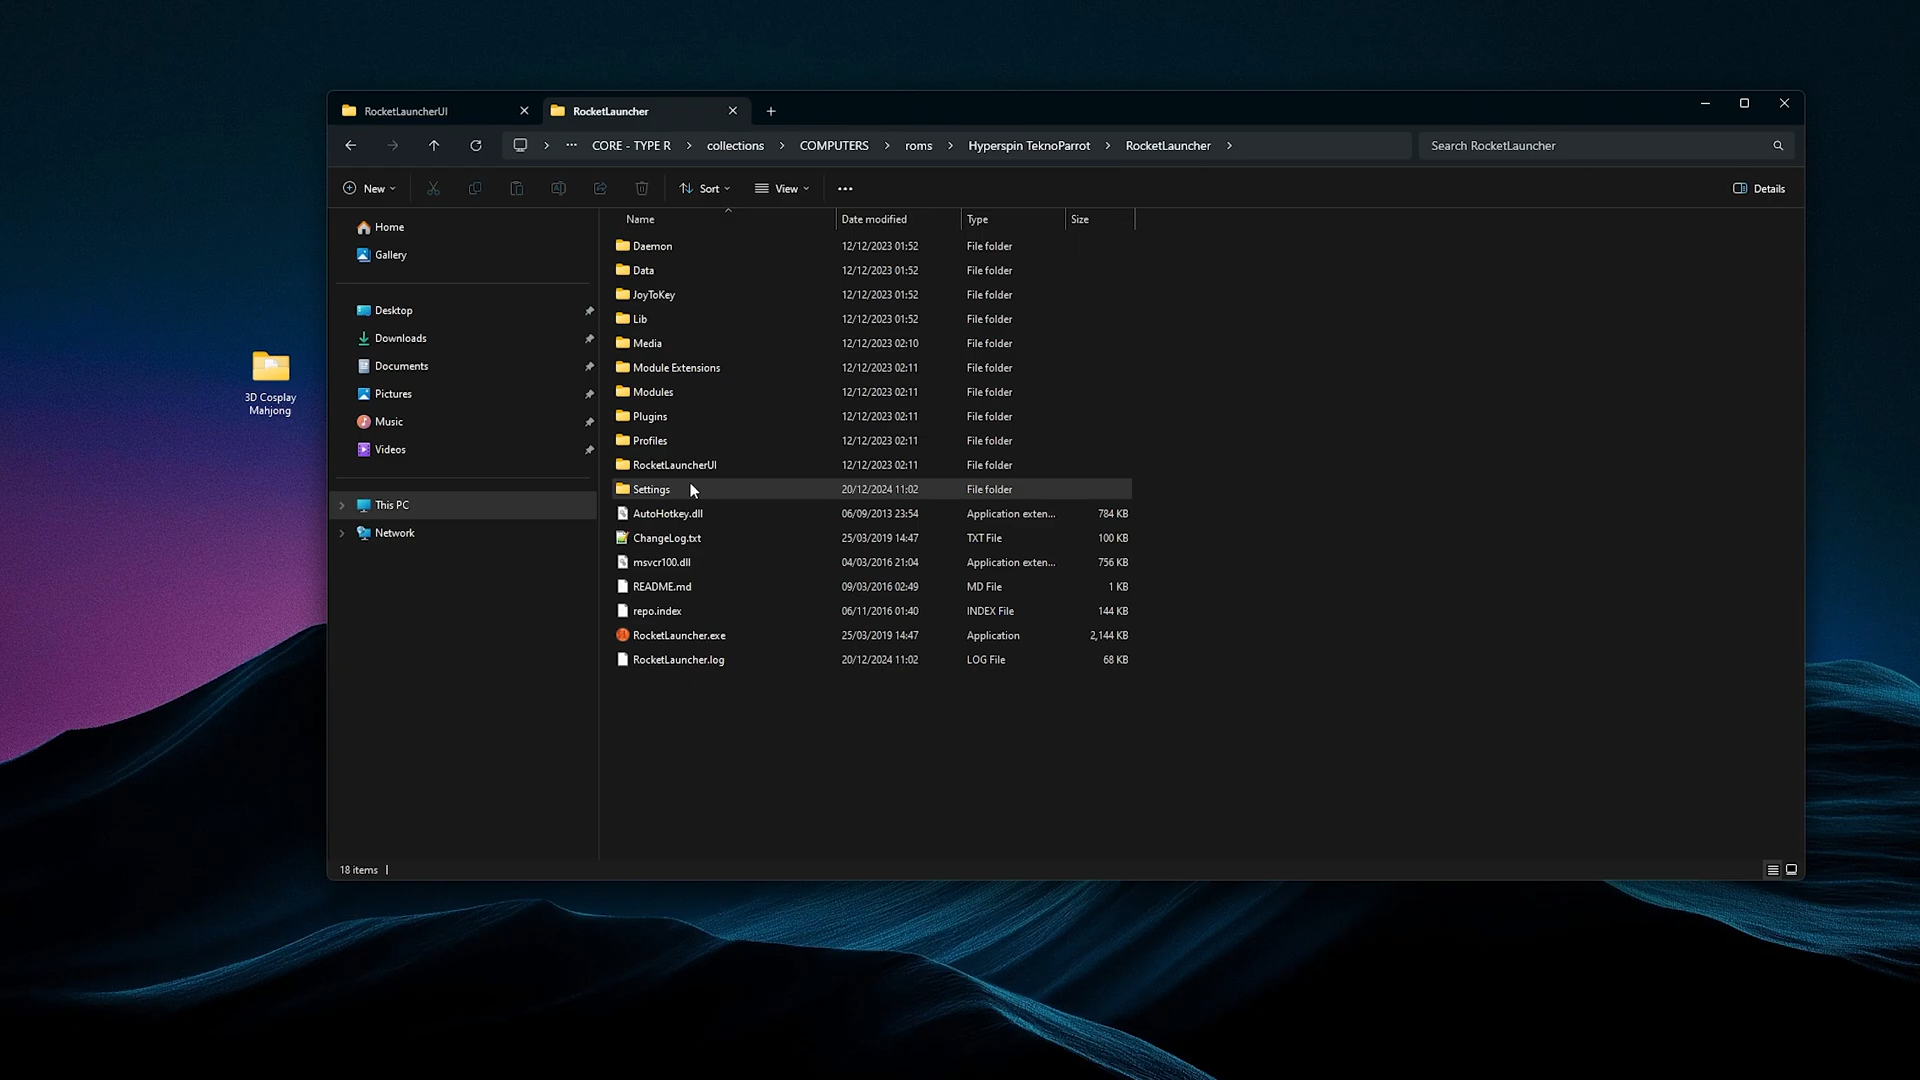 RocketLauncherUI
RocketLauncher
CORE - TYPE R > collections > COMPUTERS > roms > Hyperspin TeknoParrot > RocketLauncher >
Search RocketLauncher
New
Sort
View
Details
Home
Gallery
Desktop
Downloads
Documents
Pictures
Music
Videos
This PC
Network
Name Date modified Type Size
Daemon 12/12/2023 01:52 File folder
Data 12/12/2023 01:52 File folder
JoyToKey 12/12/2023 01:52 File folder
Lib 12/12/2023 01:52 File folder
Media 12/12/2023 02:10 File folder
Module Extensions 12/12/2023 02:11 File folder
Modules 12/12/2023 02:11 File folder
Plugins 12/12/2023 02:11 File folder
Profiles 12/12/2023 02:11 File folder
RocketLauncherUI 12/12/2023 02:11 File folder
Settings 20/12/2024 11:02 File folder
AutoHotkey.dll 06/09/2013 23:54 Application exten... 784 KB
ChangeLog.txt 25/03/2019 14:47 TXT File 100 KB
msvcr100.dll 04/03/2016 21:04 Application exten... 756 KB
README.md 09/03/2016 02:49 MD File 1 KB
repo.index 06/11/2016 01:40 INDEX File 144 KB
RocketLauncher.exe 25/03/2019 14:47 Application 2,144 KB
RocketLauncher.log 20/12/2024 11:02 LOG File 68 KB
18 items
3D Cosplay
Mahjong